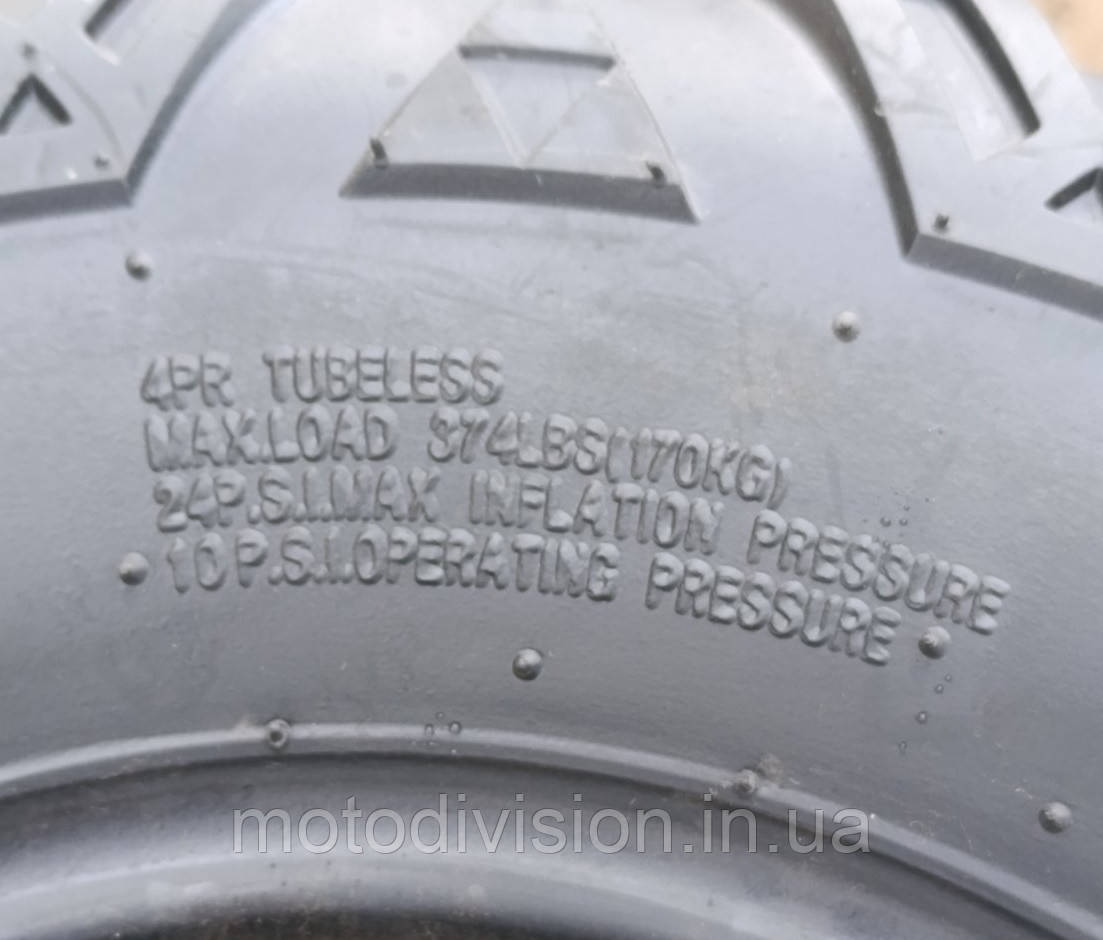 4PR TUBELESS
MAX.LOAD 374LBS(170KG)
24P.S.I.MAX INFLATION PRESSURE
10P.S.I.OPERATING PRESSURE
motodivision.in.ua